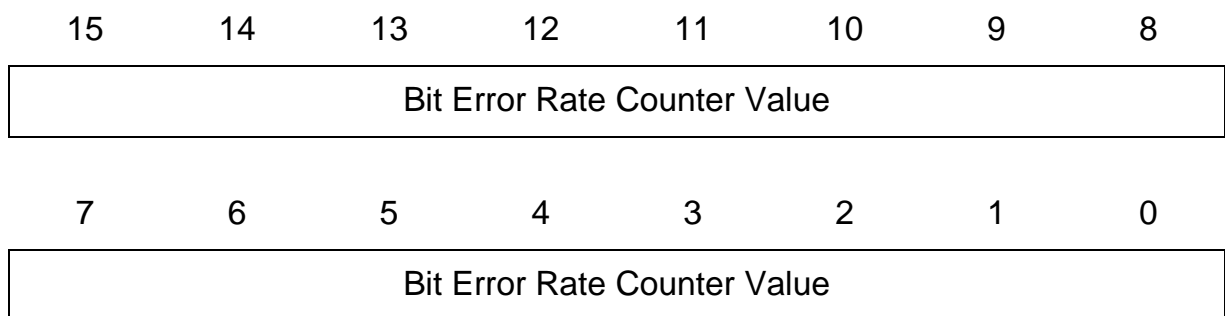 15 14 13 12 11 10 9 8
Bit Error Rate Counter Value
7 6 5 4 3 2 1 0
Bit Error Rate Counter Value